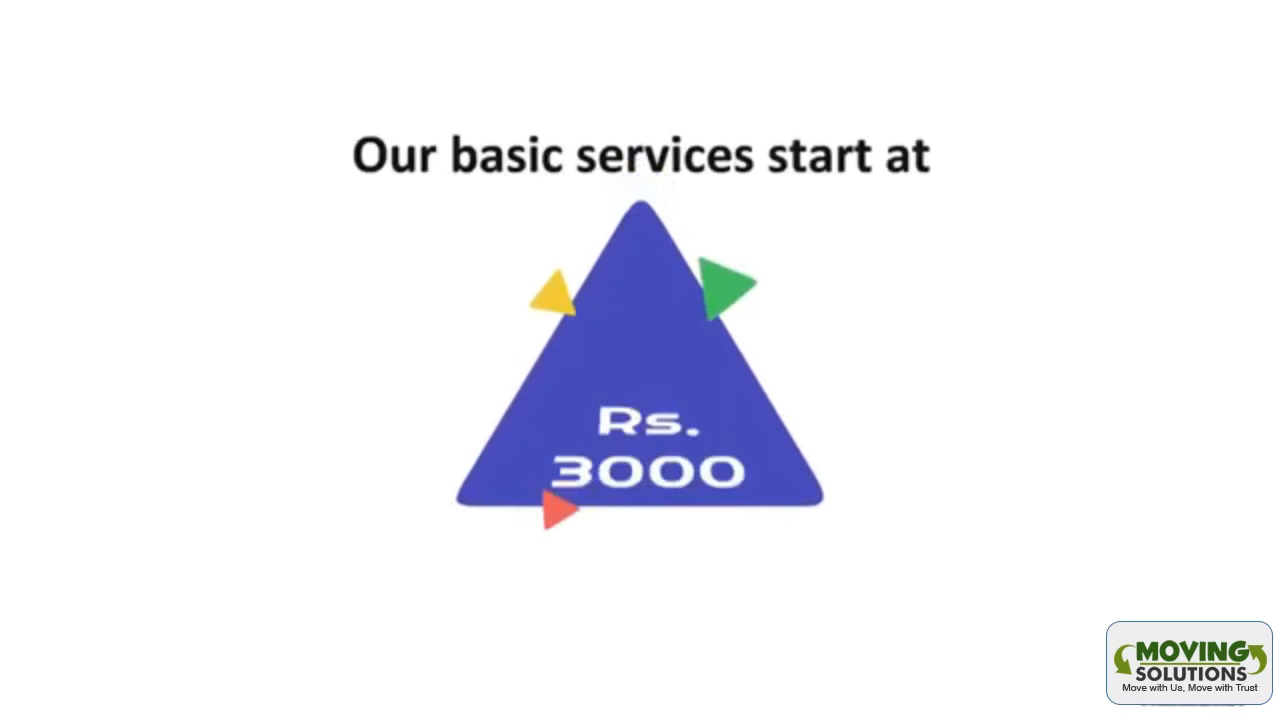 Our basic services start at
Rs.
3000
MOVING
SOLUTIONS
Move with Us, Move with Trust